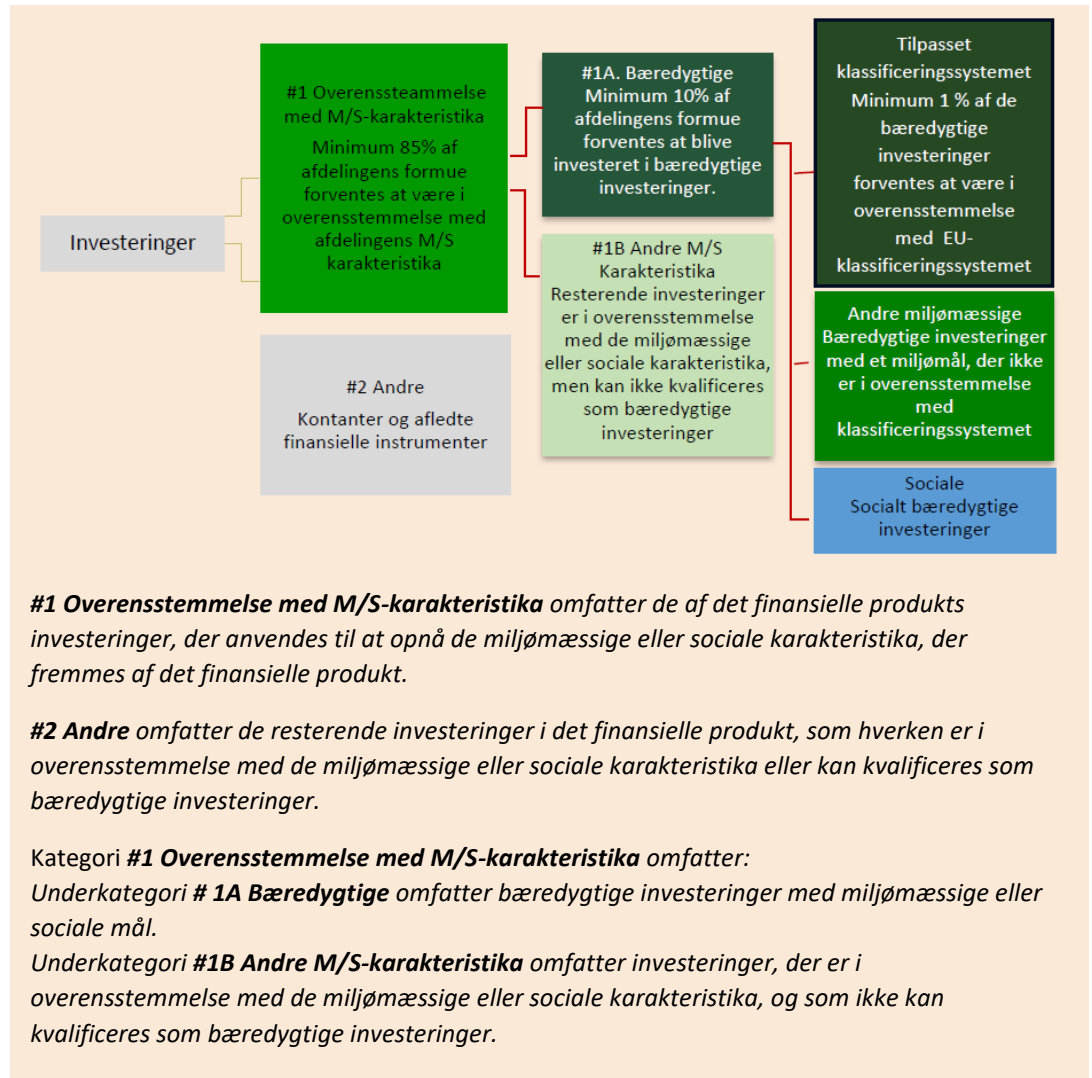 Investeringer
#1 Overenssteammelse
med M/S-karakteristika
Minimum 85% af
afdelingens formue
forventes at være i
overensstemmelse med
afdelingens M/S
karakteristika
#2 Andre
Kontanter og afledte
finansielle instrumenter
#1A. Bæredygtige
Minimum 10% af
afdelingens formue
forventes at blive
investeret i bæredygtige
investeringer.
#1B Andre M/S
Karakteristika
Resterende investeringer
er i overensstemmelse
med de miljømæssige
eller sociale karakteristika,
men kan ikke kvalificeres
som bæredygtige
investeringer
Tilpasset
klassificeringssystemet
Minimum 1 % af de
bæredygtige
investeringer
forventes at være i
overensstemmelse
med EU-
klassificeringssystemet
Andre miljømæssige
Bæredygtige investeringer
med et miljømål, der ikke
er i overensstemmelse
med
klassificeringssystemet
Sociale
Socialt bæredygtige
investeringer
#1 Overensstemmelse med M/S-karakteristika omfatter de af det finansielle produkts
investeringer, der anvendes til at opnå de miljømæssige eller sociale karakteristika, der
fremmes af det finansielle produkt.
#2 Andre omfatter de resterende investeringer i det finansielle produkt, som hverken er i
overensstemmelse med de miljømæssige eller sociale karakteristika eller kan kvalificeres som
bæredygtige investeringer.
Kategori #1 Overensstemmelse med M/S-karakteristika omfatter:
Underkategori # 1A Bæredygtige omfatter bæredygtige investeringer med miljømæssige eller
sociale mål.
Underkategori #1B Andre M/S-karakteristika omfatter investeringer, der er i
overensstemmelse med de miljømæssige eller sociale karakteristika, og som ikke kan
kvalificeres som bæredygtige investeringer.